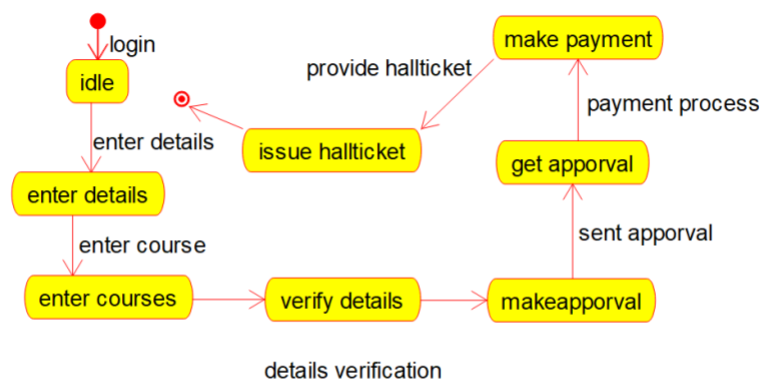 login
idle
enter details
enter details
enter course
enter courses
verify details
makeapporval
sent apporval
get apporval
payment process
make payment
provide hallticket
issue hallticket
details verification